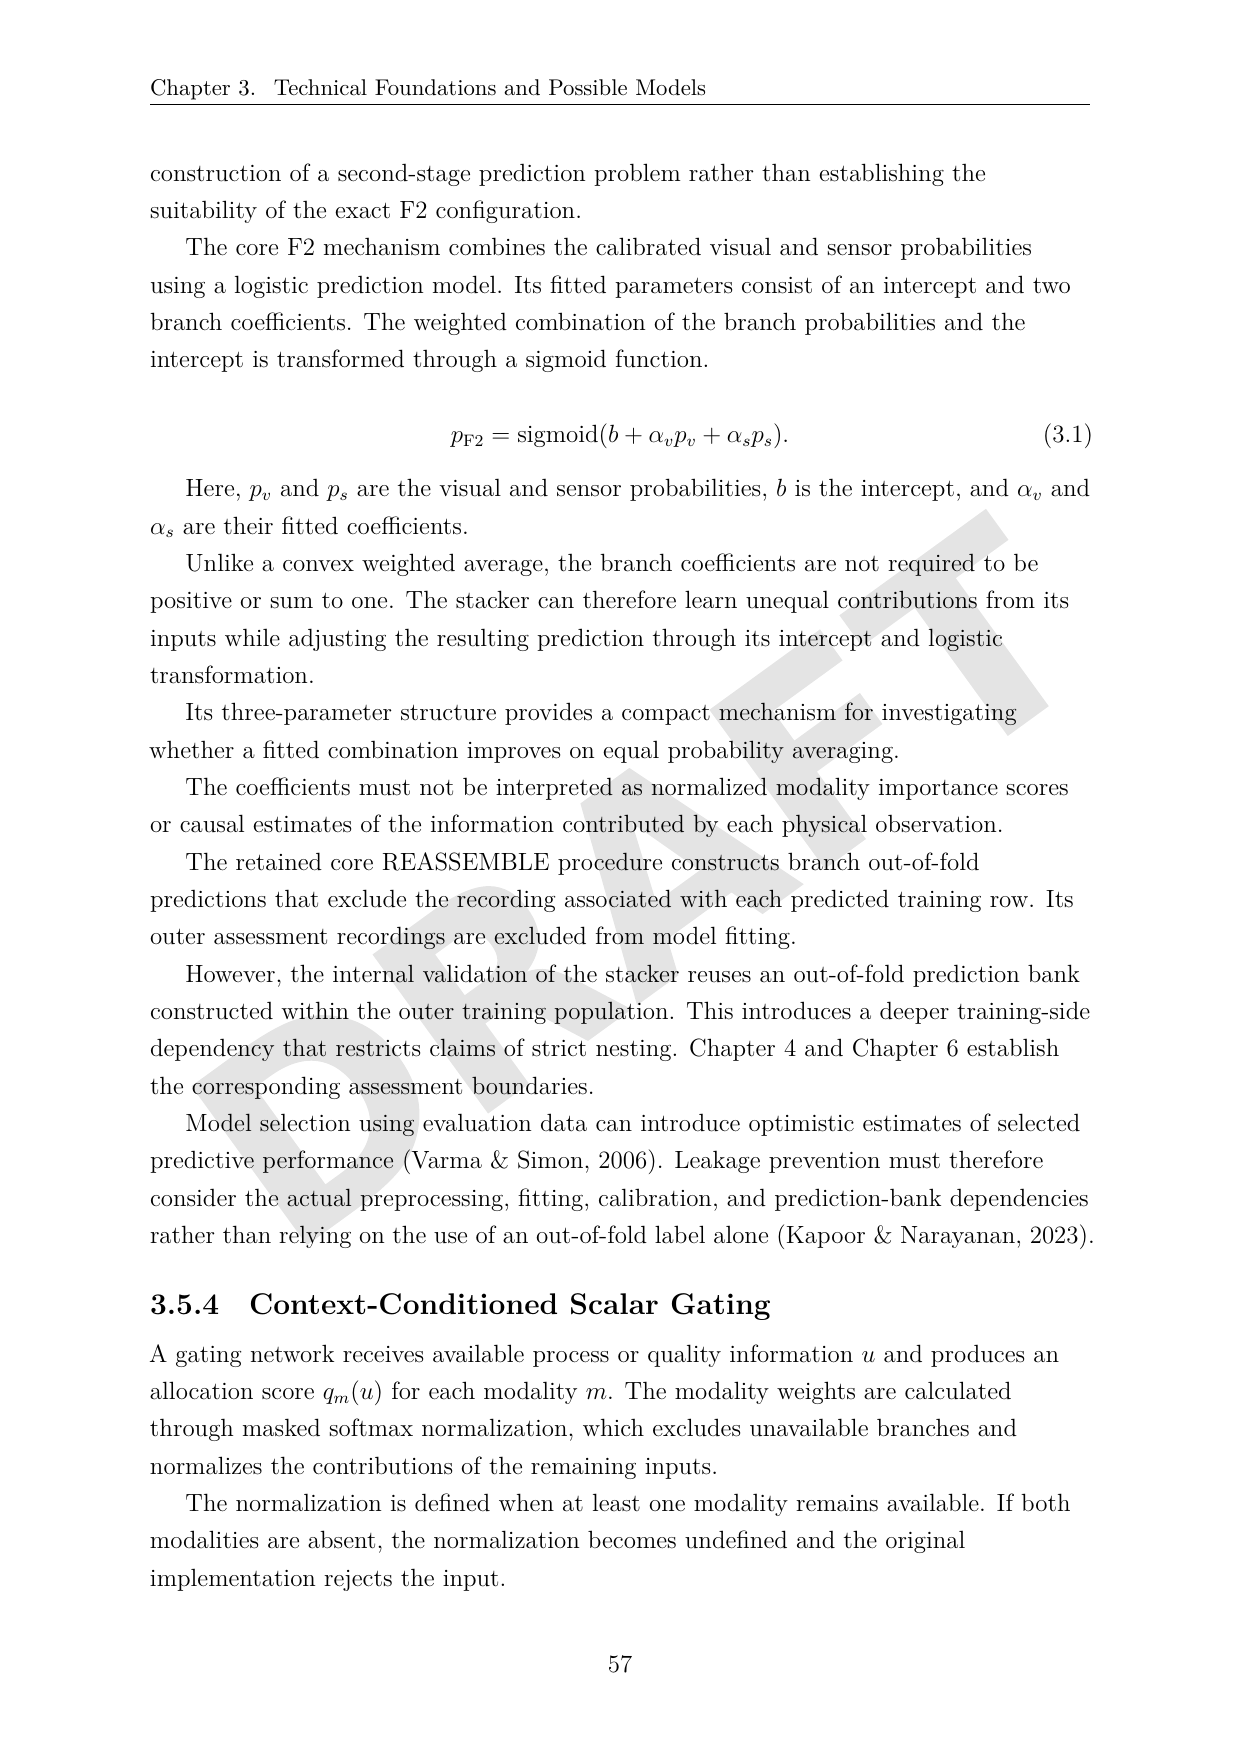 Chapter 3. Technical Foundations and Possible Models
construction of a second-stage prediction problem rather than establishing the
suitability of the exact F2 configuration.
The core F2 mechanism combines the calibrated visual and sensor probabilities
using a logistic prediction model. Its fitted parameters consist of an intercept and two
branch coefficients. The weighted combination of the branch probabilities and the
intercept is transformed through a sigmoid function.
p_F2 = sigmoid(b + α_v p_v + α_s p_s). (3.1)
Here, p_v and p_s are the visual and sensor probabilities, b is the intercept, and α_v and
α_s are their fitted coefficients.
Unlike a convex weighted average, the branch coefficients are not required to be
positive or sum to one. The stacker can therefore learn unequal contributions from its
inputs while adjusting the resulting prediction through its intercept and logistic
transformation.
Its three-parameter structure provides a compact mechanism for investigating
whether a fitted combination improves on equal probability averaging.
The coefficients must not be interpreted as normalized modality importance scores
or causal estimates of the information contributed by each physical observation.
The retained core REASSEMBLE procedure constructs branch out-of-fold
predictions that exclude the recording associated with each predicted training row. Its
outer assessment recordings are excluded from model fitting.
However, the internal validation of the stacker reuses an out-of-fold prediction bank
constructed within the outer training population. This introduces a deeper training-side
dependency that restricts claims of strict nesting. Chapter 4 and Chapter 6 establish
the corresponding assessment boundaries.
Model selection using evaluation data can introduce optimistic estimates of selected
predictive performance (Varma & Simon, 2006). Leakage prevention must therefore
consider the actual preprocessing, fitting, calibration, and prediction-bank dependencies
rather than relying on the use of an out-of-fold label alone (Kapoor & Narayanan, 2023).
3.5.4 Context-Conditioned Scalar Gating
A gating network receives available process or quality information u and produces an
allocation score q_m(u) for each modality m. The modality weights are calculated
through masked softmax normalization, which excludes unavailable branches and
normalizes the contributions of the remaining inputs.
The normalization is defined when at least one modality remains available. If both
modalities are absent, the normalization becomes undefined and the original
implementation rejects the input.
57
DRAFT